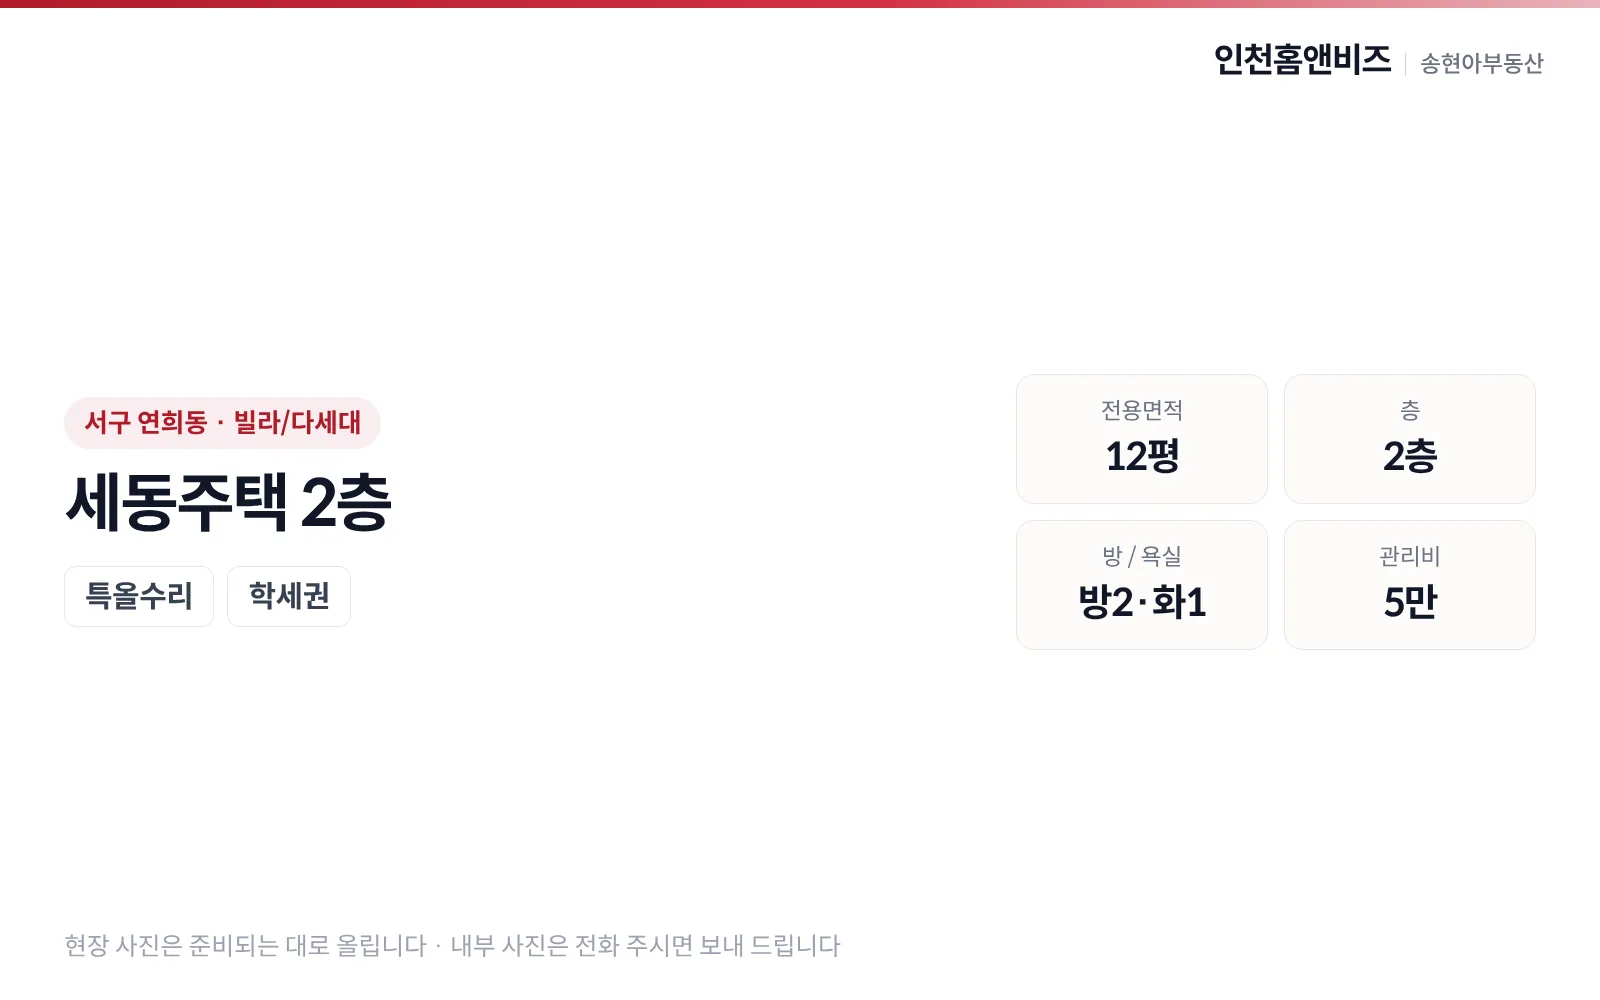 인천홈앤비즈 | 송현아부동산
서구 연희동 · 빌라/다세대
세동주택 2층
특올수리
학세권
전용면적
12평
층
2층
방 / 욕실
방2·화1
관리비
5만
현장 사진은 준비되는 대로 올립니다 · 내부 사진은 전화 주시면 보내 드립니다